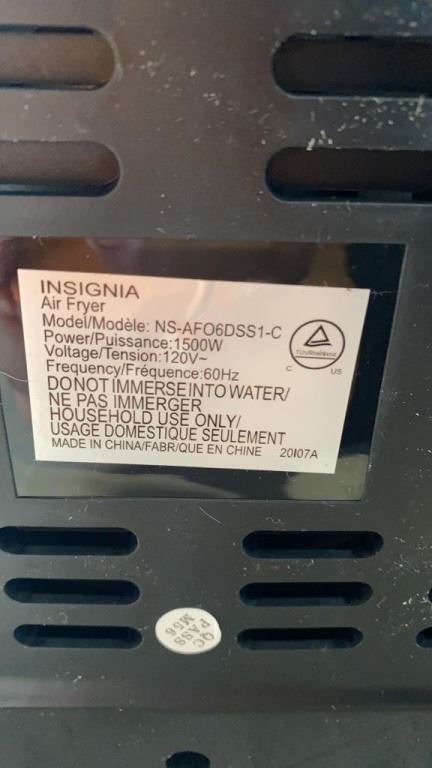 INSIGNIA
Air Fryer
Model/Modèle: NS-AFO6DSS1-C
Power/Puissance:1500W
Voltage/Tension:120V~
Frequency/Fréquence:60Hz
DO NOT IMMERSE INTO WATER/
NE PAS IMMERGER
HOUSEHOLD USE ONLY/
USAGE DOMESTIQUE SEULEMENT
MADE IN CHINA/FABR/QUE EN CHINE 20I07A
TÜVRheinland
C US
QC
PASS
M56